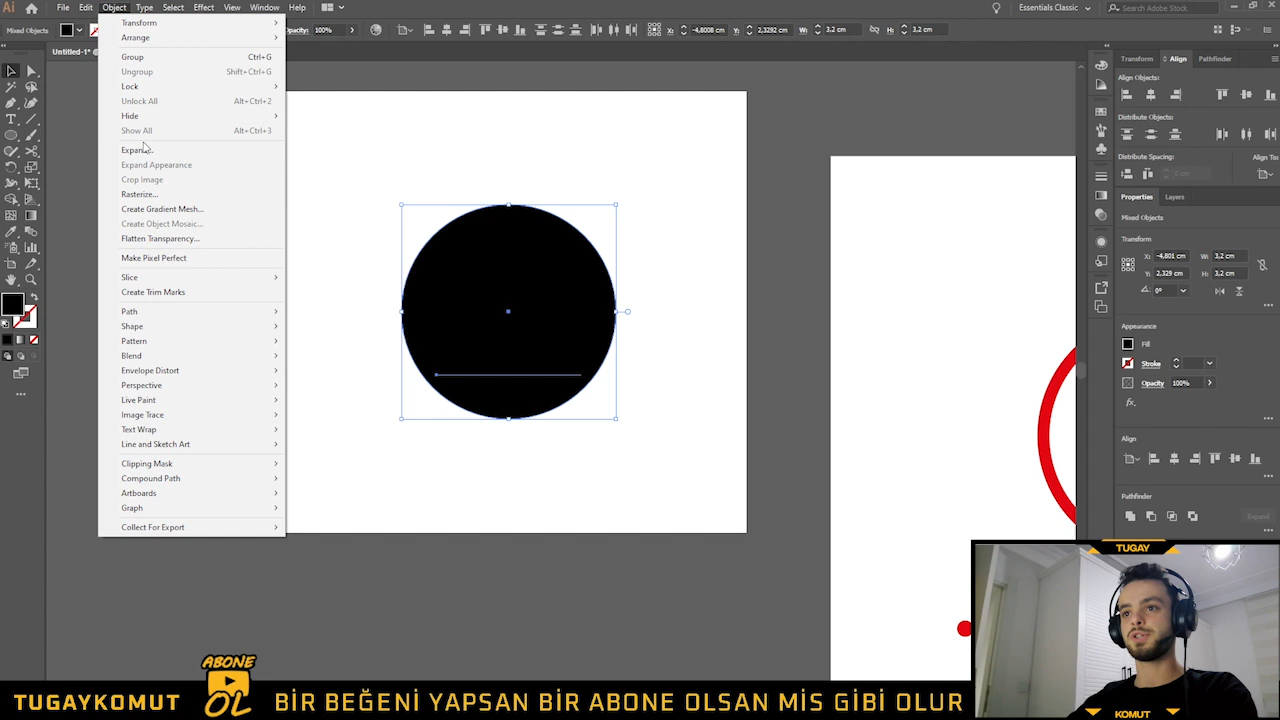 Ai File Edit Object Type Select Effect View Window Help Essentials Classic Search Adobe Stock
Mixed Objects Opacity: 100% X: -4,8008 cm Y: 2,3292 cm W: 3,2 cm H: 3,2 cm
Untitled-1*
Transform
Arrange
Group Ctrl+G
Ungroup Shift+Ctrl+G
Lock
Unlock All Alt+Ctrl+2
Hide
Show All Alt+Ctrl+3
Expand...
Expand Appearance
Crop Image
Rasterize...
Create Gradient Mesh...
Create Object Mosaic...
Flatten Transparency...
Make Pixel Perfect
Slice
Create Trim Marks
Path
Shape
Pattern
Blend
Envelope Distort
Perspective
Live Paint
Image Trace
Text Wrap
Line and Sketch Art
Clipping Mask
Compound Path
Artboards
Graph
Collect For Export
Transform Align Pathfinder
Align Objects:
Distribute Objects:
Distribute Spacing: Align To:
0 cm
Properties Layers
Mixed Objects
Transform
X: -4,801 cm W: 3,2 cm
Y: 2,329 cm H: 3,2 cm
0°
Appearance
Fill
Stroke
Opacity 100%
fx.
Align
Pathfinder
Expand
TUGAY
KOMUT
ABONE
OL
TUGAYKOMUT BİR BEĞENİ YAPSAN BİR ABONE OLSAN MİS GİBİ OLUR